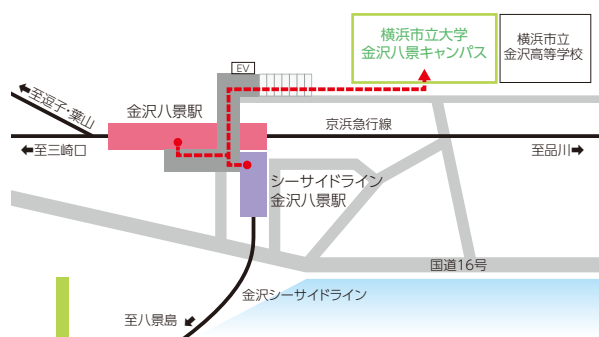 横浜市立大学
金沢八景キャンパス
横浜市立
金沢高等学校
EV
至逗子・葉山
金沢八景駅
京浜急行線
至三崎口
至品川
シーサイドライン
金沢八景駅
国道16号
金沢シーサイドライン
至八景島